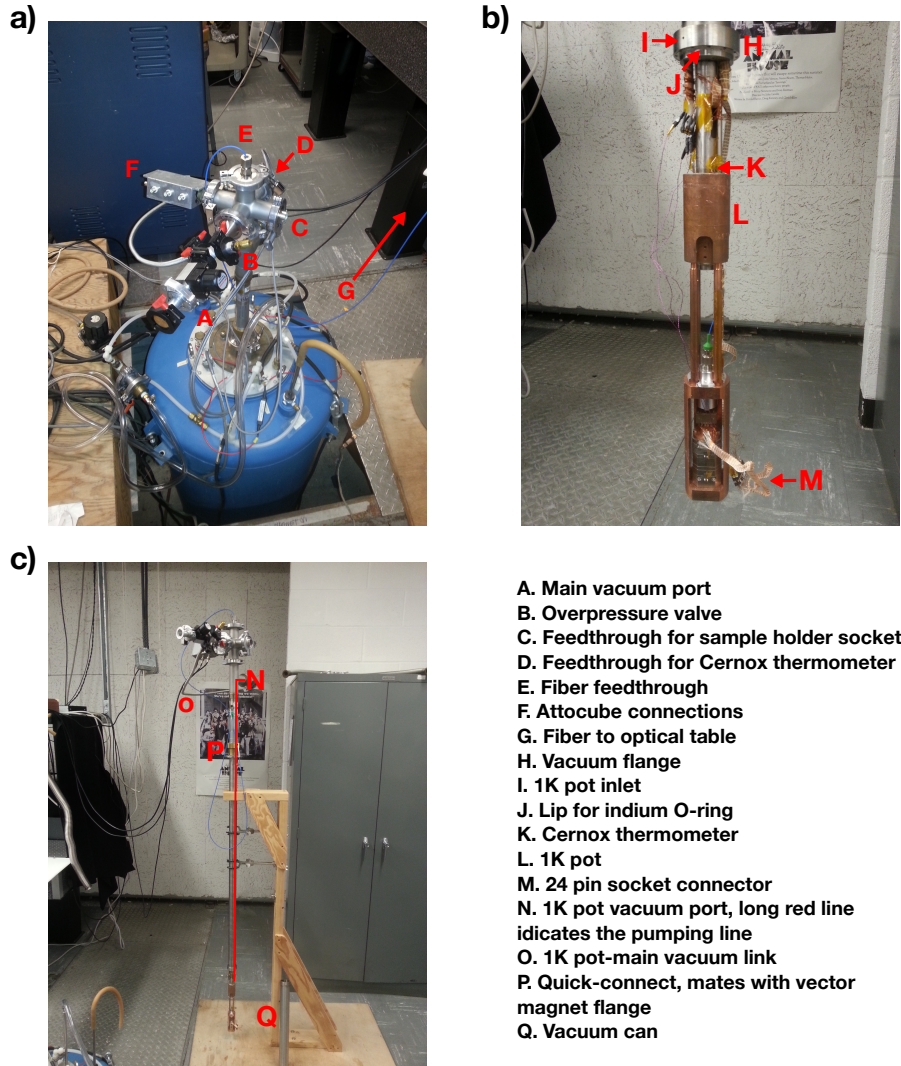 a)
b)
E
D
F
C
B
G
A
I
H
J
ANIMAL
HOUSE
K
L
M
c)
N
O
P
ANIMAL
Q
A. Main vacuum port
B. Overpressure valve
C. Feedthrough for sample holder socket
D. Feedthrough for Cernox thermometer
E. Fiber feedthrough
F. Attocube connections
G. Fiber to optical table
H. Vacuum flange
I. 1K pot inlet
J. Lip for indium O-ring
K. Cernox thermometer
L. 1K pot
M. 24 pin socket connector
N. 1K pot vacuum port, long red line
idicates the pumping line
O. 1K pot-main vacuum link
P. Quick-connect, mates with vector
magnet flange
Q. Vacuum can